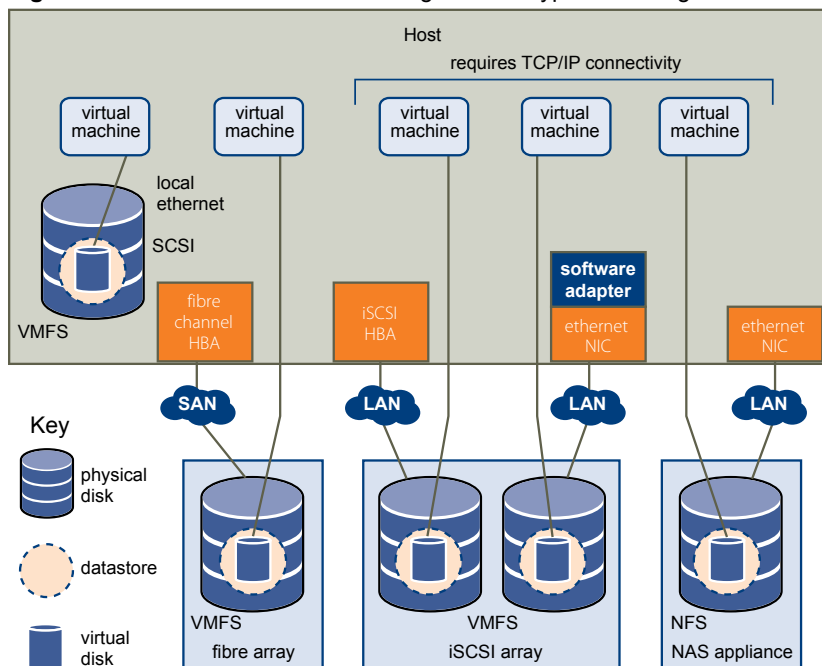 Host
requires TCP/IP connectivity
virtual
machine
virtual
machine
virtual
machine
virtual
machine
virtual
machine
local
ethernet
SCSI
VMFS
fibre
channel
HBA
iSCSI
HBA
software
adapter
ethernet
NIC
ethernet
NIC
SAN
LAN
LAN
LAN
Key
physical
disk
datastore
virtual
disk
VMFS
fibre array
VMFS
iSCSI array
NFS
NAS appliance